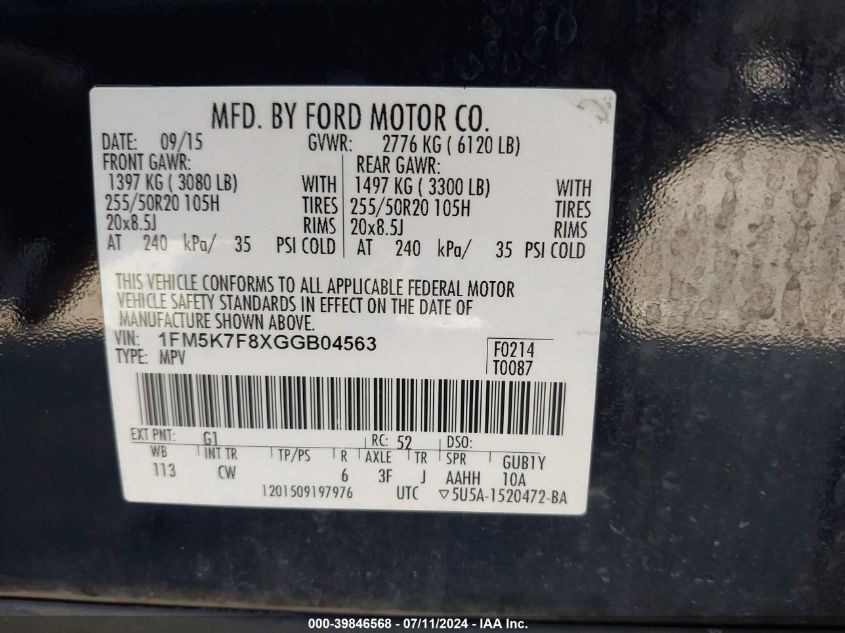 MFD. BY FORD MOTOR CO.
DATE: 09/15 GVWR: 2776 KG ( 6120 LB)
FRONT GAWR: REAR GAWR:
1397 KG ( 3080 LB) WITH 1497 KG ( 3300 LB) WITH
255/50R20 105H TIRES 255/50R20 105H TIRES
20x8.5J RIMS 20x8.5J RIMS
AT 240 kPa/ 35 PSI COLD AT 240 kPa/ 35 PSI COLD
THIS VEHICLE CONFORMS TO ALL APPLICABLE FEDERAL MOTOR
VEHICLE SAFETY STANDARDS IN EFFECT ON THE DATE OF
MANUFACTURE SHOWN ABOVE.
VIN: 1FM5K7F8XGGB04563 F0214
TYPE: MPV T0087
EXT PNT: G1 RC: 52 DSO:
WB INT TR TP/PS R AXLE TR SPR GUB1Y
113 CW 6 3F J AAHH 10A
1201509197976 UTC ▽5U5A-1520472-BA
000-39846568 - 07/11/2024 - IAA Inc.